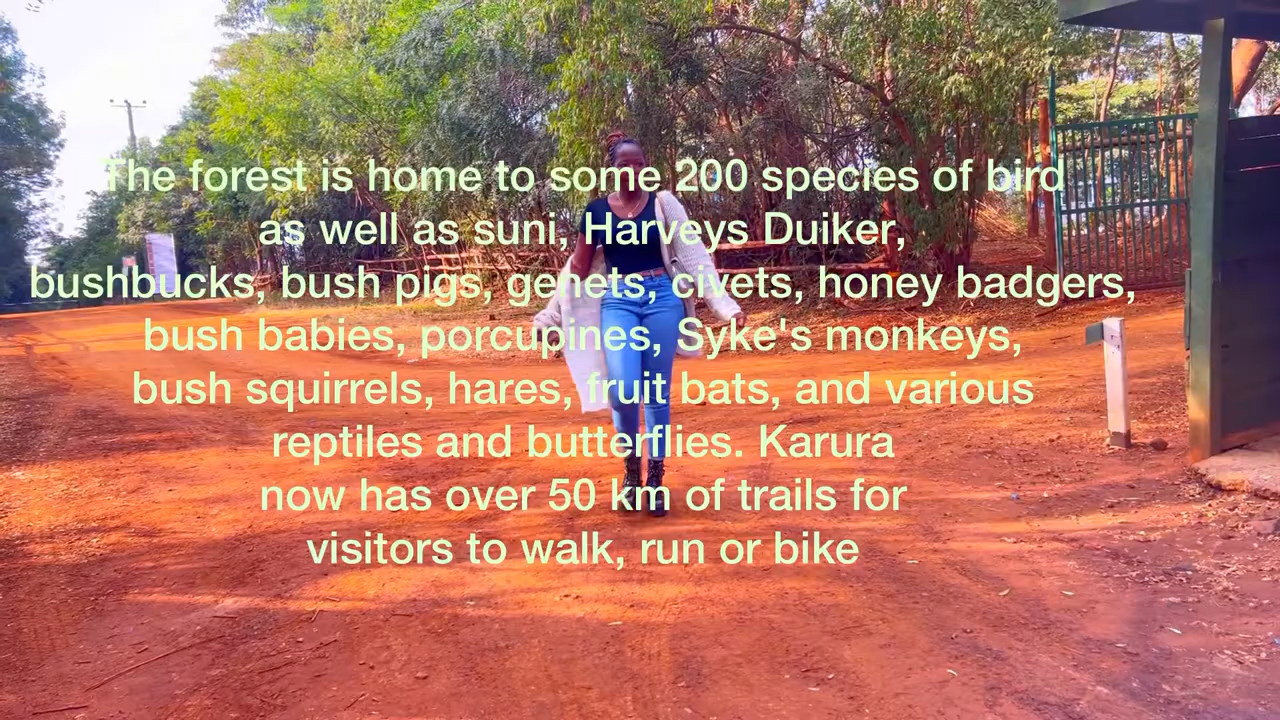 The forest is home to some 200 species of bird
as well as suni, Harveys Duiker,
bushbucks, bush pigs, genets, civets, honey badgers,
bush babies, porcupines, Syke's monkeys,
bush squirrels, hares, fruit bats, and various
reptiles and butterflies. Karura
now has over 50 km of trails for
visitors to walk, run or bike